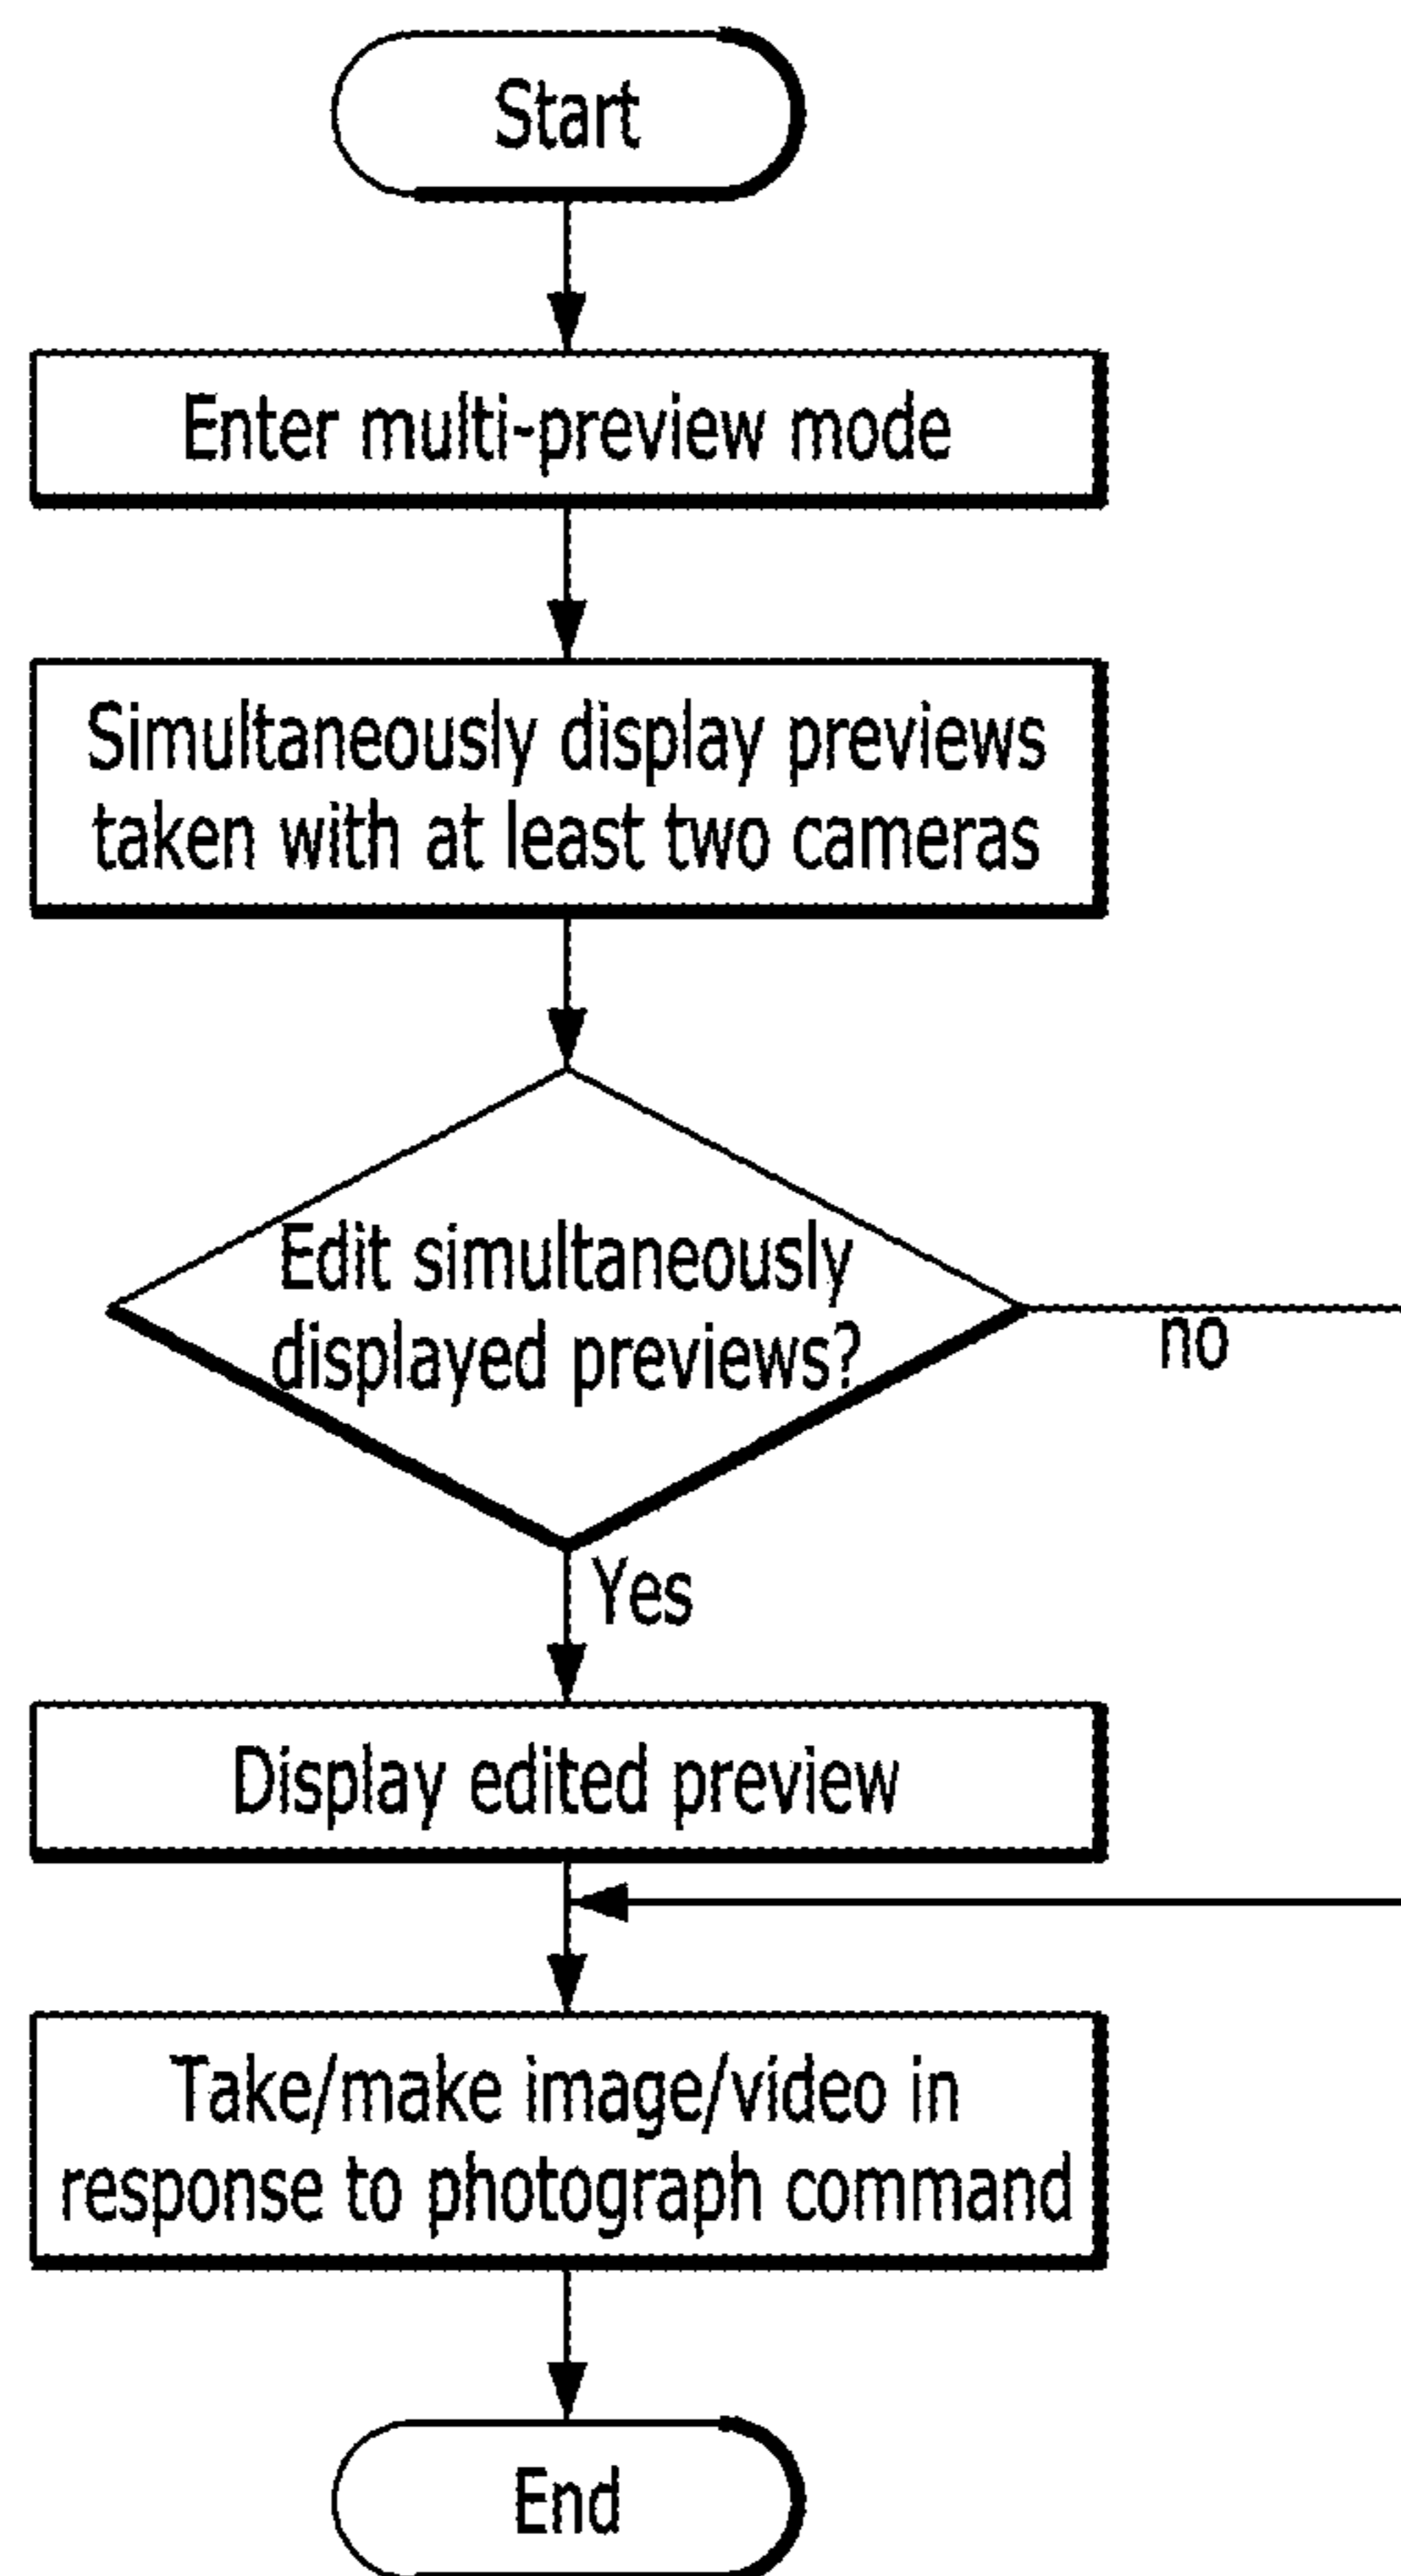 Start
Enter multi-preview mode
Simultaneously display previews
taken with at least two cameras
Edit simultaneously
displayed previews?
no
Yes
Display edited preview
Take/make image/video in
response to photograph command
End